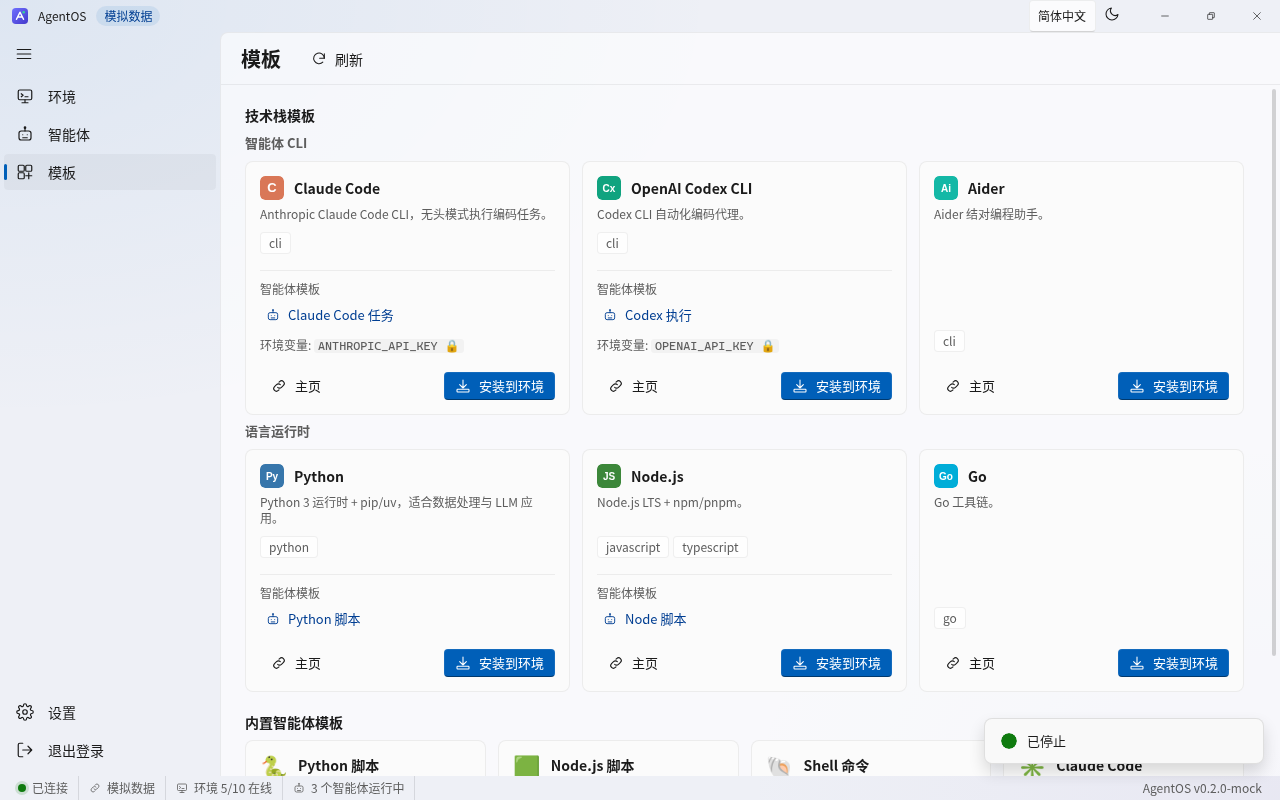 AgentOS 模拟数据 简体中文
模板 刷新
环境
智能体
模板
设置
退出登录
技术栈模板
智能体 CLI
C Claude Code
Anthropic Claude Code CLI，无头模式执行编码任务。
cli
智能体模板
Claude Code 任务
环境变量: ANTHROPIC_API_KEY 🔒
主页 安装到环境
Cx OpenAI Codex CLI
Codex CLI 自动化编码代理。
cli
智能体模板
Codex 执行
环境变量: OPENAI_API_KEY 🔒
主页 安装到环境
Ai Aider
Aider 结对编程助手。
cli
主页 安装到环境
语言运行时
Py Python
Python 3 运行时 + pip/uv，适合数据处理与 LLM 应
用。
python
智能体模板
Python 脚本
主页 安装到环境
JS Node.js
Node.js LTS + npm/pnpm。
javascript typescript
智能体模板
Node 脚本
主页 安装到环境
Go Go
Go 工具链。
go
主页 安装到环境
内置智能体模板
Python 脚本
Node.js 脚本
Shell 命令
Claude Code
已停止
已连接 模拟数据 环境 5/10 在线 3 个智能体运行中 AgentOS v0.2.0-mock